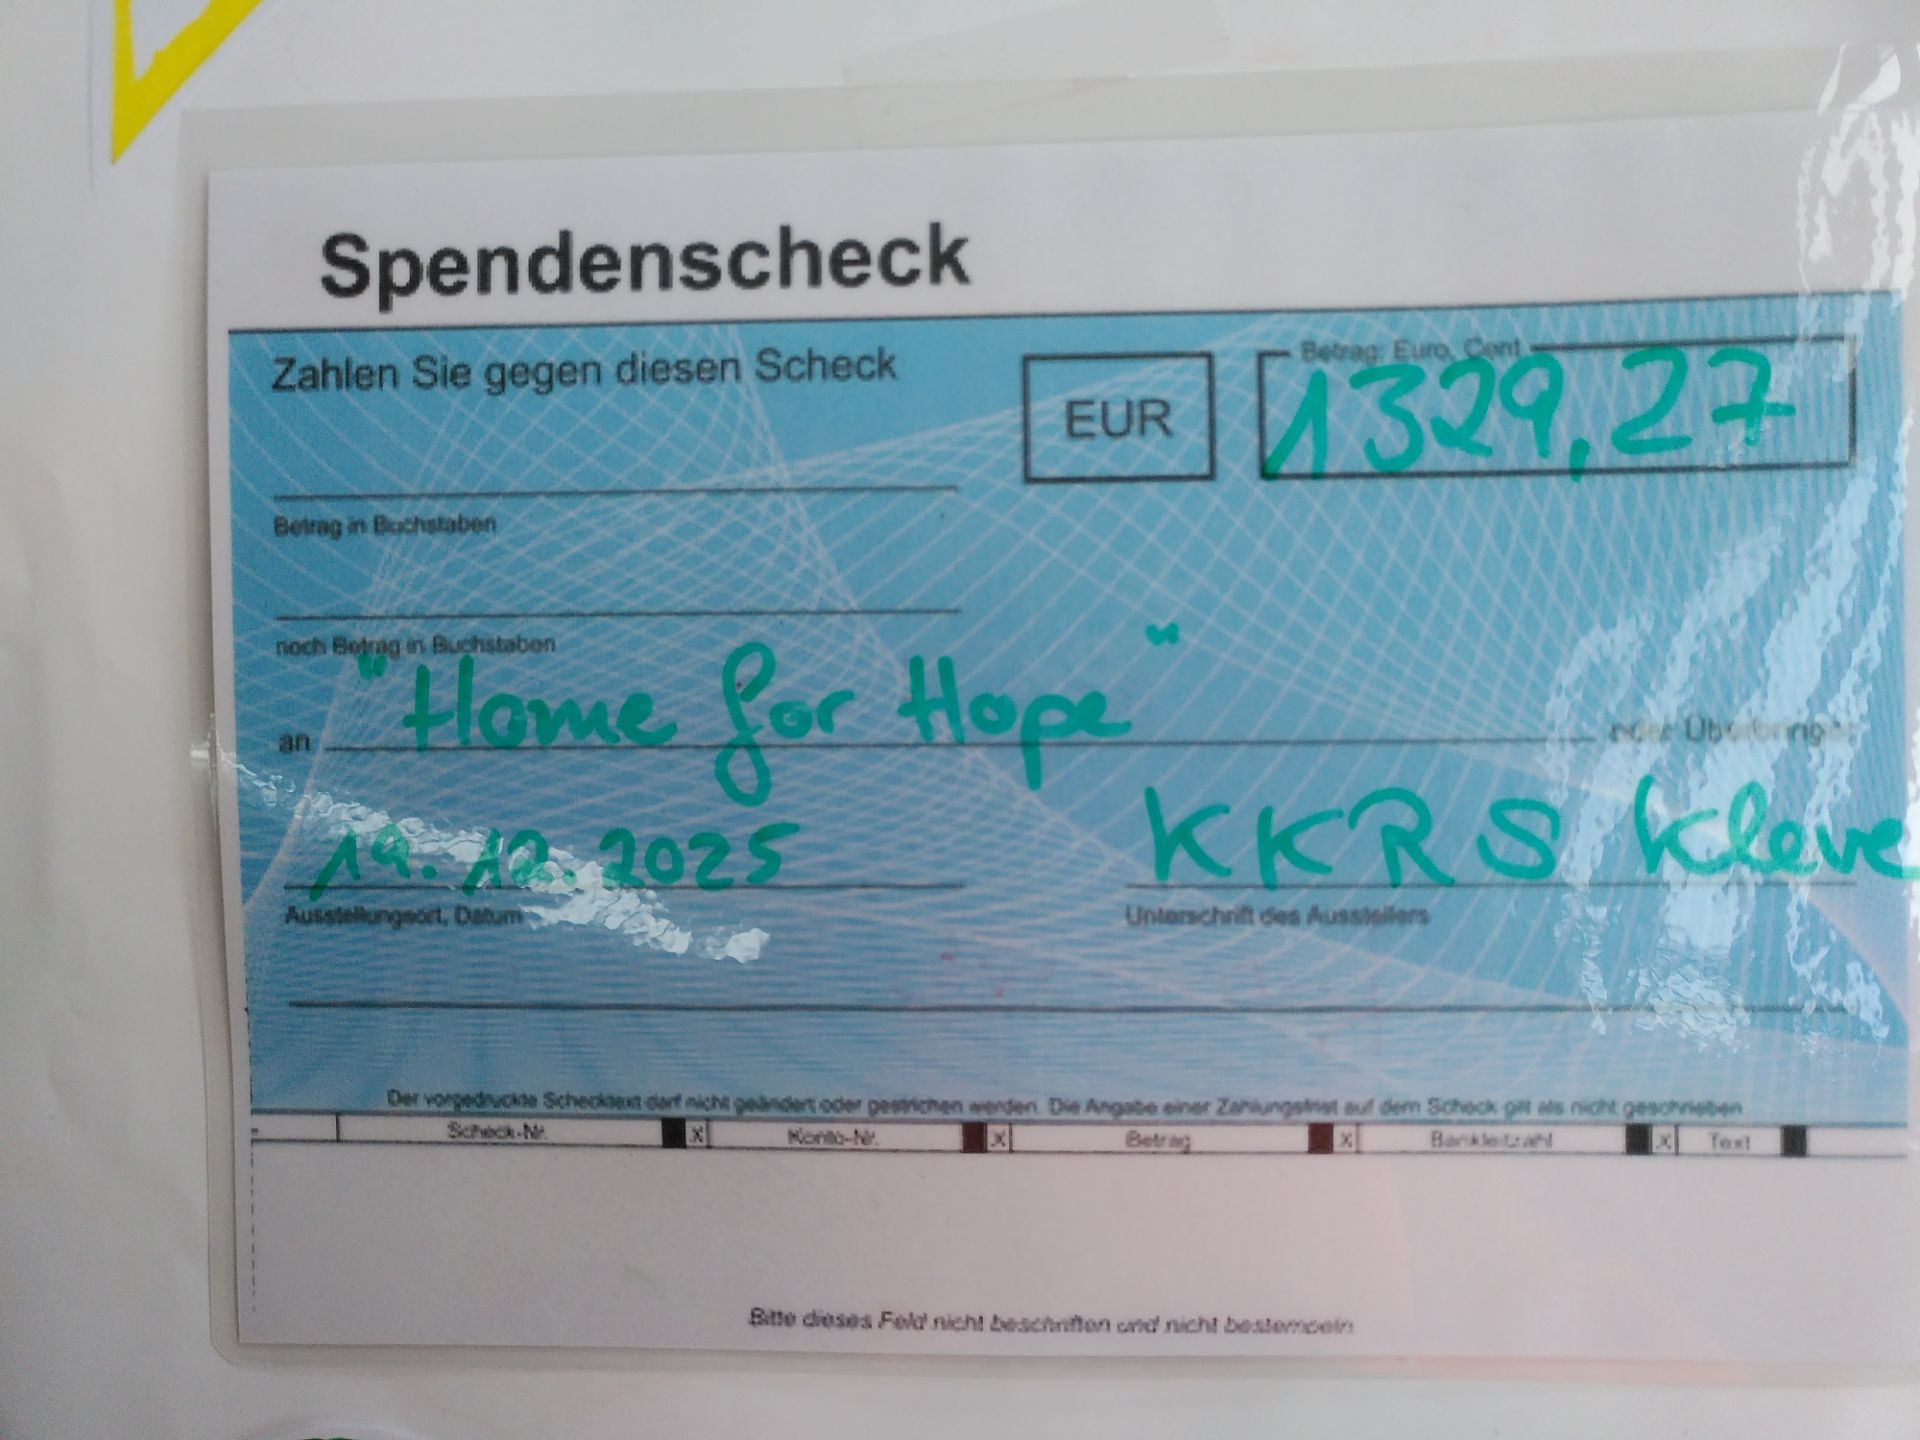 Spendenscheck
Zahlen Sie gegen diesen Scheck
EUR
Betrag: Euro, Cent
1329,27
Betrag in Buchstaben
noch Betrag in Buchstaben
an "Home for Hope" oder Überbringer
19.12.2025 KKRS Kleve
Ausstellungsort, Datum Unterschrift des Ausstellers
Der vorgedruckte Schecktext darf nicht geändert oder gestrichen werden. Die Angabe einer Zahlungsfrist auf dem Scheck gilt als nicht geschrieben
Scheck-Nr. X Konto-Nr. X Betrag X Bankleitzahl X Text
Bitte dieses Feld nicht beschriften und nicht bestempeln